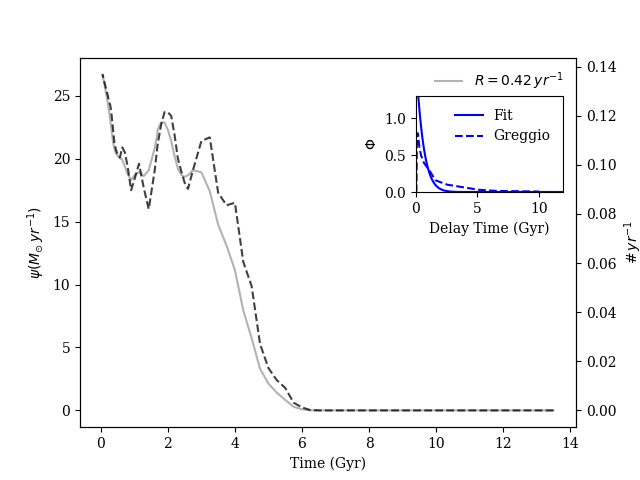 R = 0.42 yr⁻¹
25
20
15
10
5
0
ψ(M⊙ yr⁻¹)
0.14
0.12
0.10
0.08
0.06
0.04
0.02
0.00
# yr⁻¹
Fit
Greggio
Φ
1.0
0.5
0.0
0 5 10
Delay Time (Gyr)
0 2 4 6 8 10 12 14
Time (Gyr)